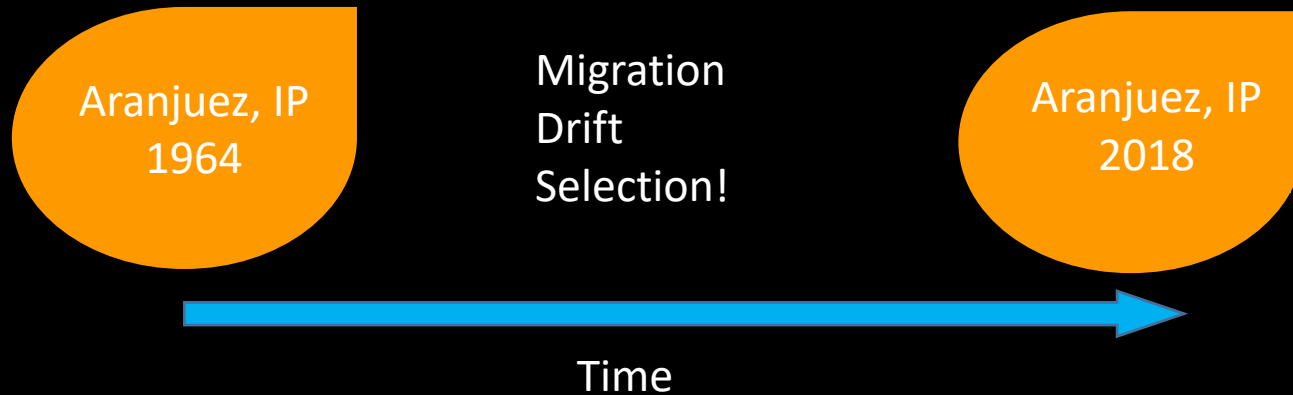 Aranjuez, IP
1964
Migration
Drift
Selection!
Aranjuez, IP
2018
Time